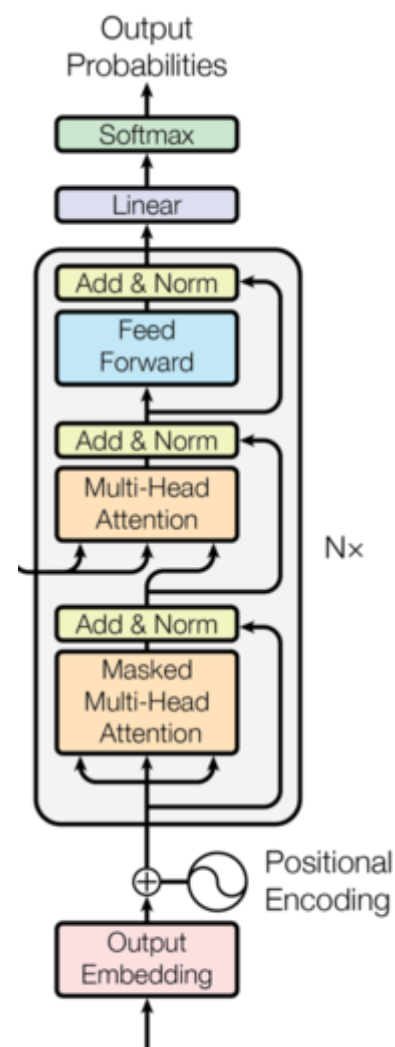 Output
Probabilities
Softmax
Linear
Add & Norm
Feed
Forward
Add & Norm
Multi-Head
Attention
N×
Add & Norm
Masked
Multi-Head
Attention
Positional
Encoding
Output
Embedding